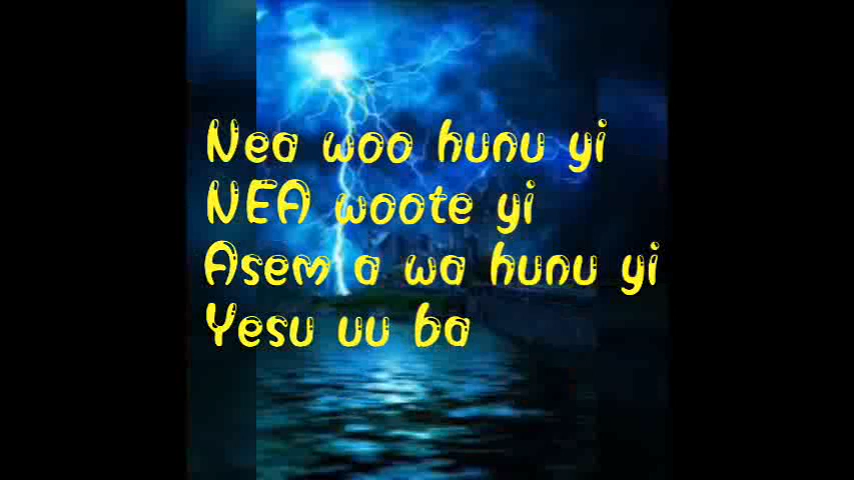 Nea woo hunu yi
NEA woote yi
Asem a wa hunu yi
Yesu uu ba